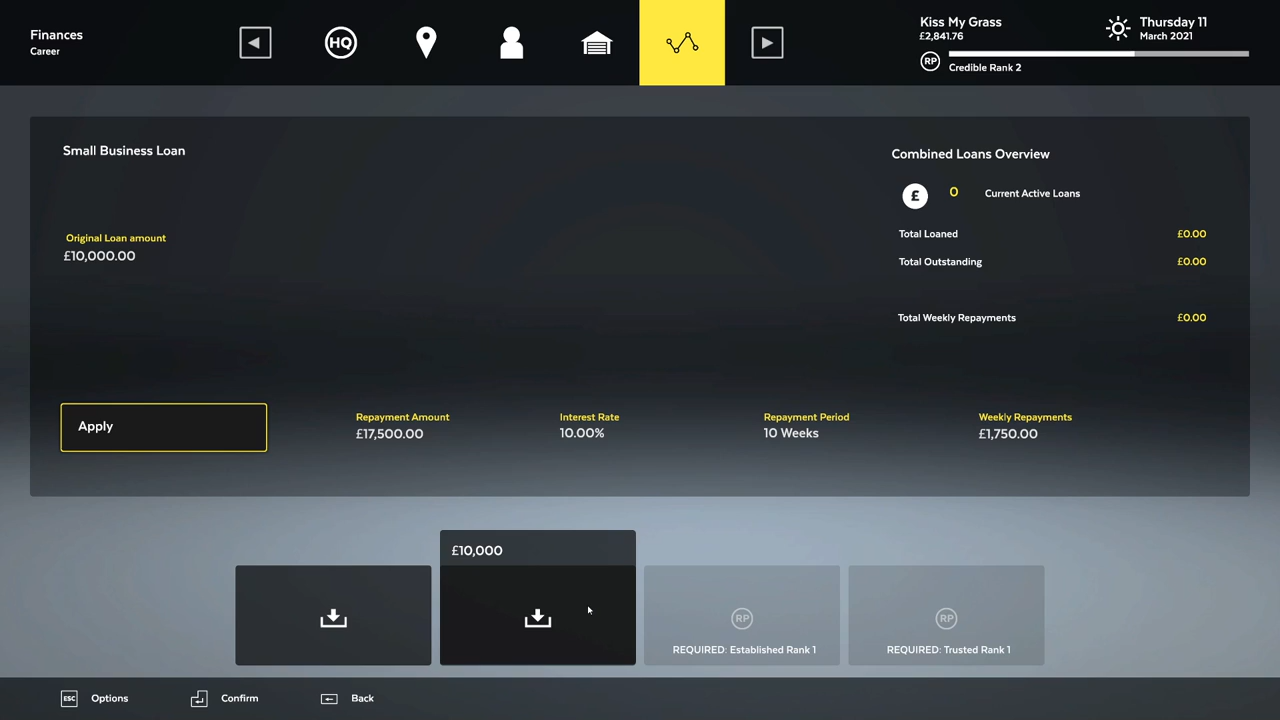 Finances
Career
HQ
Kiss My Grass
£2,841.76
Thursday 11
March 2021
RP
Credible Rank 2
Small Business Loan
Original Loan amount
£10,000.00
Combined Loans Overview
£ 0 Current Active Loans
Total Loaned £0.00
Total Outstanding £0.00
Total Weekly Repayments £0.00
Apply
Repayment Amount
£17,500.00
Interest Rate
10.00%
Repayment Period
10 Weeks
Weekly Repayments
£1,750.00
£10,000
RP
REQUIRED: Established Rank 1
RP
REQUIRED: Trusted Rank 1
ESC Options
Confirm
Back